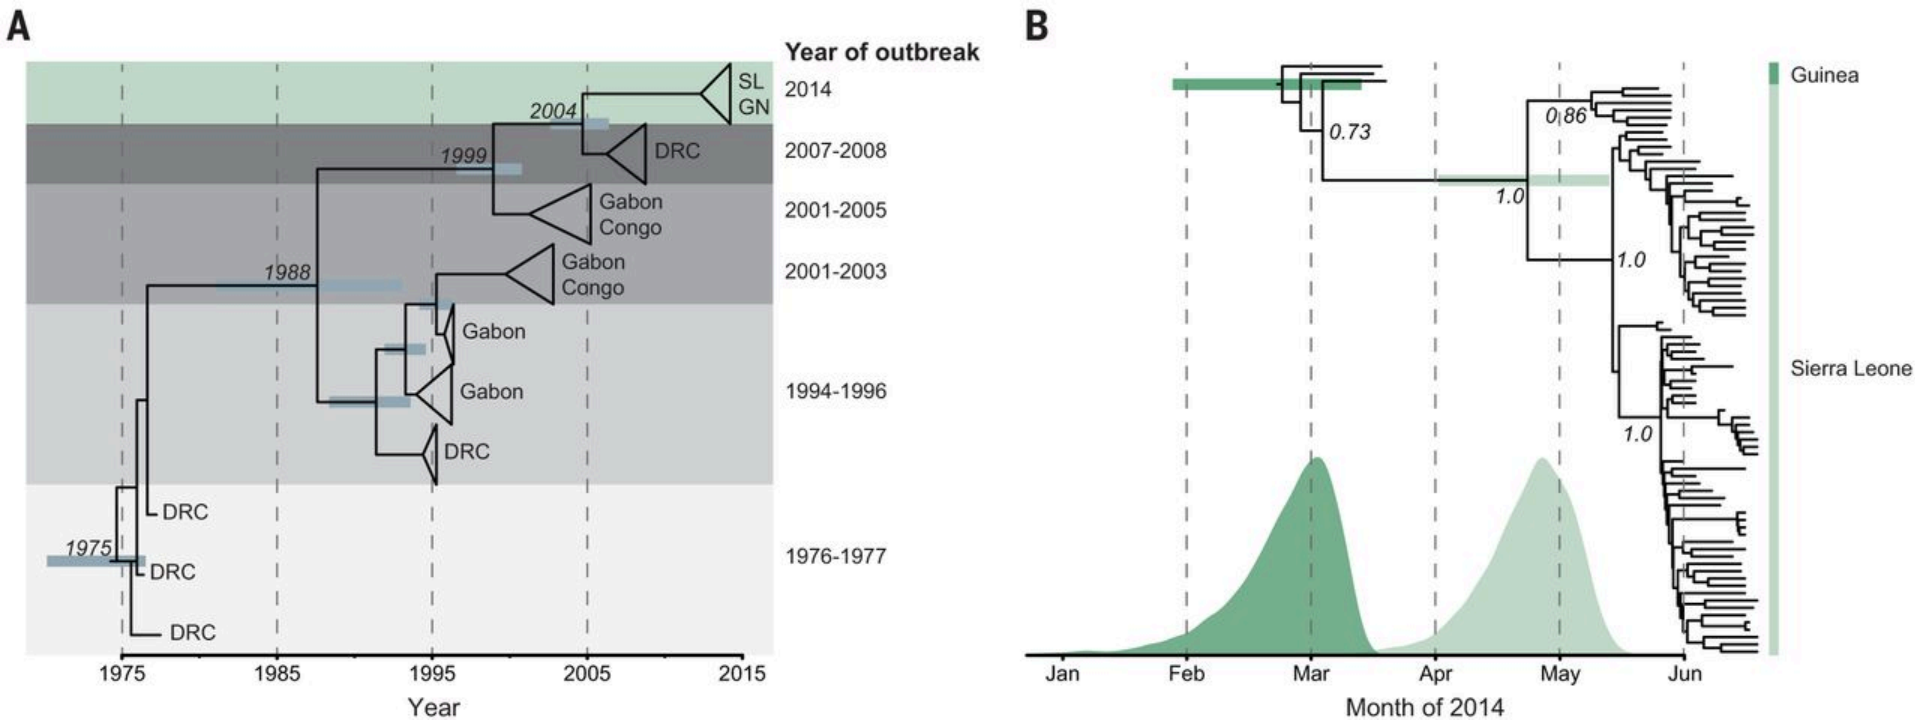 A
Year of outbreak
SL
GN
2014
2004
DRC
2007-2008
1999
Gabon
Congo
2001-2005
Gabon
Congo
2001-2003
1988
Gabon
Gabon
1994-1996
DRC
DRC
1975
DRC
1976-1977
DRC
1975
1985
1995
2005
2015
Year
B
Guinea
0.86
0.73
1.0
1.0
Sierra Leone
1.0
Jan
Feb
Mar
Apr
May
Jun
Month of 2014